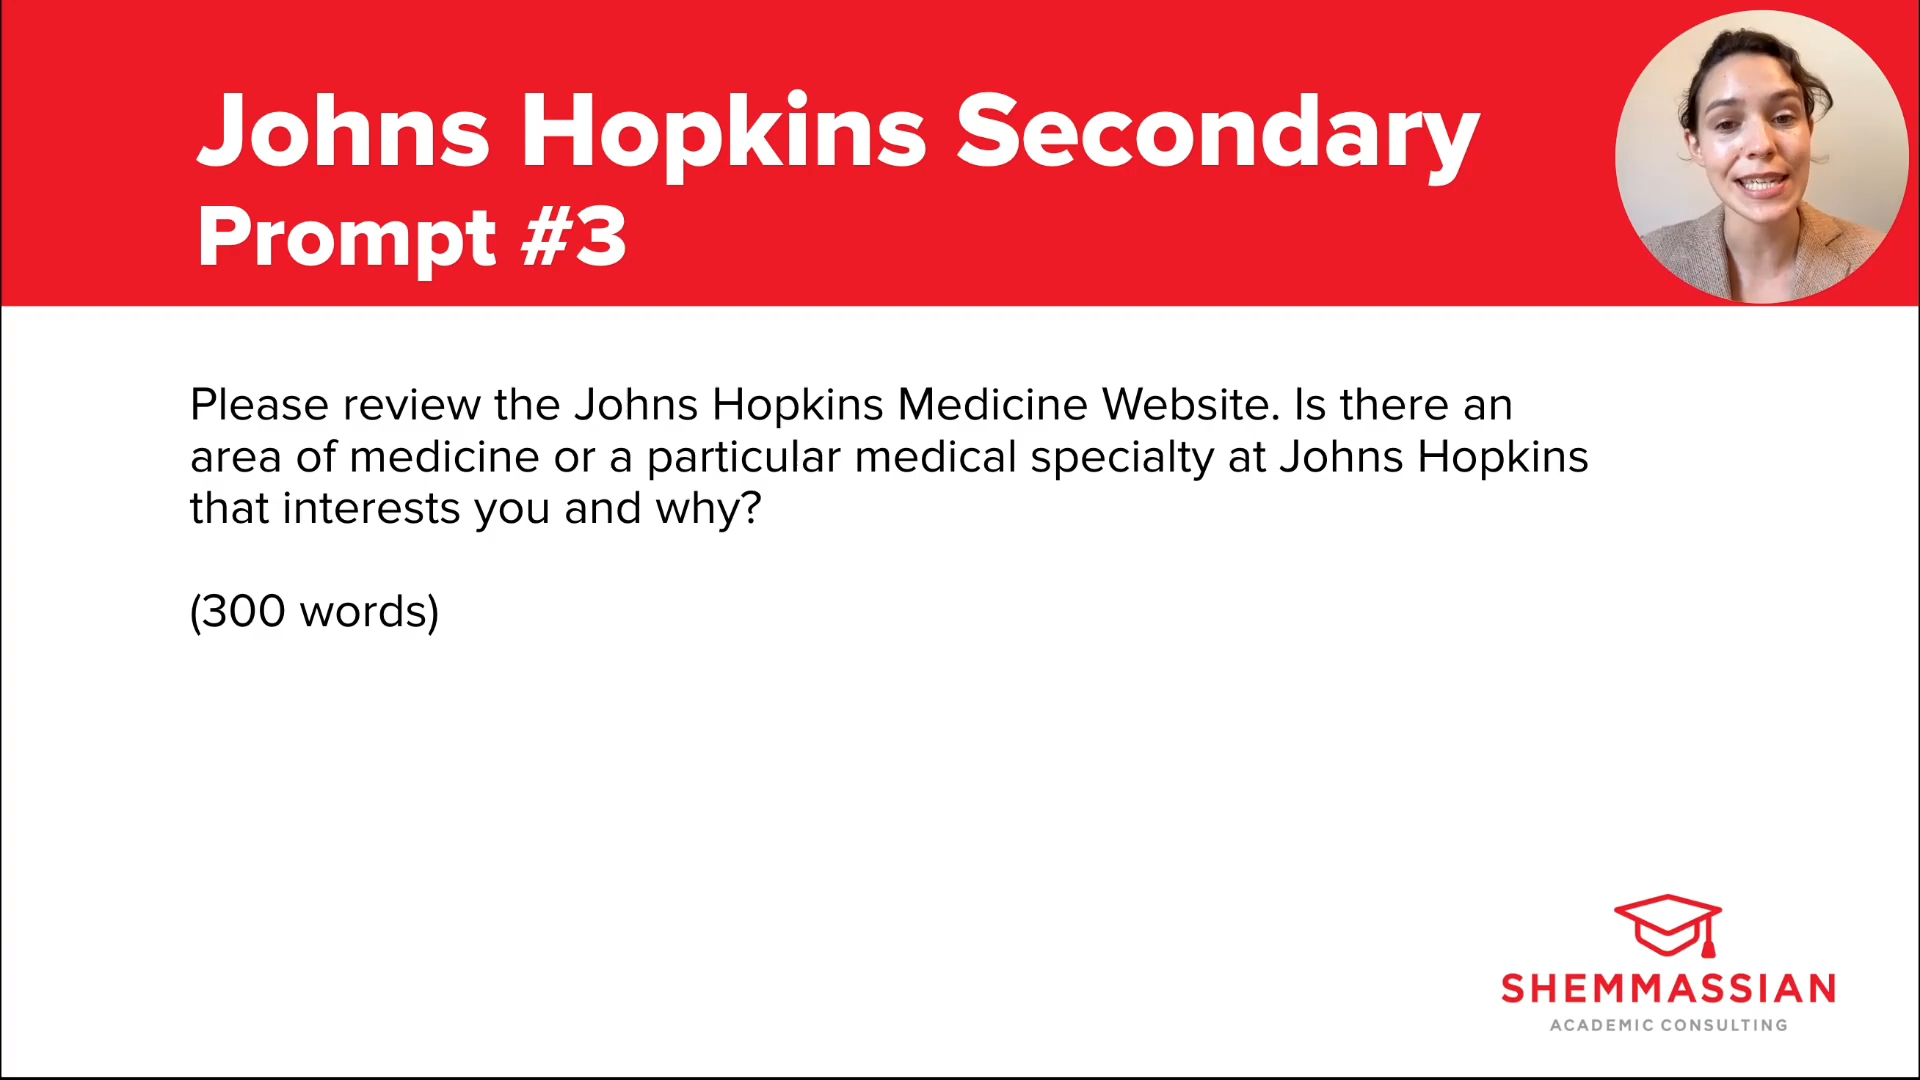 Johns Hopkins Secondary
Prompt #3
Please review the Johns Hopkins Medicine Website. Is there an
area of medicine or a particular medical specialty at Johns Hopkins
that interests you and why?
(300 words)
SHEMMASSIAN
ACADEMIC CONSULTING